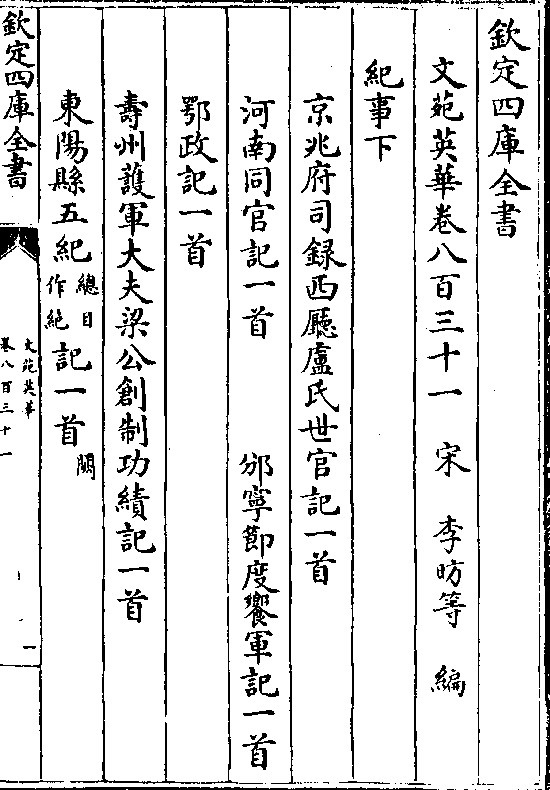 欽定四庫全書
文苑英華卷八百三十一 宋 李昉等 編
紀事下
京兆府司録西廳盧氏世官記一首
河南同官記一首 邠寧節度饗軍記一首
鄂政記一首
壽州護軍大夫梁公創制功績記一首
東陽縣五紀總目作絶記一首闕
欽定四庫全書
文苑英華
卷八百三十一
一